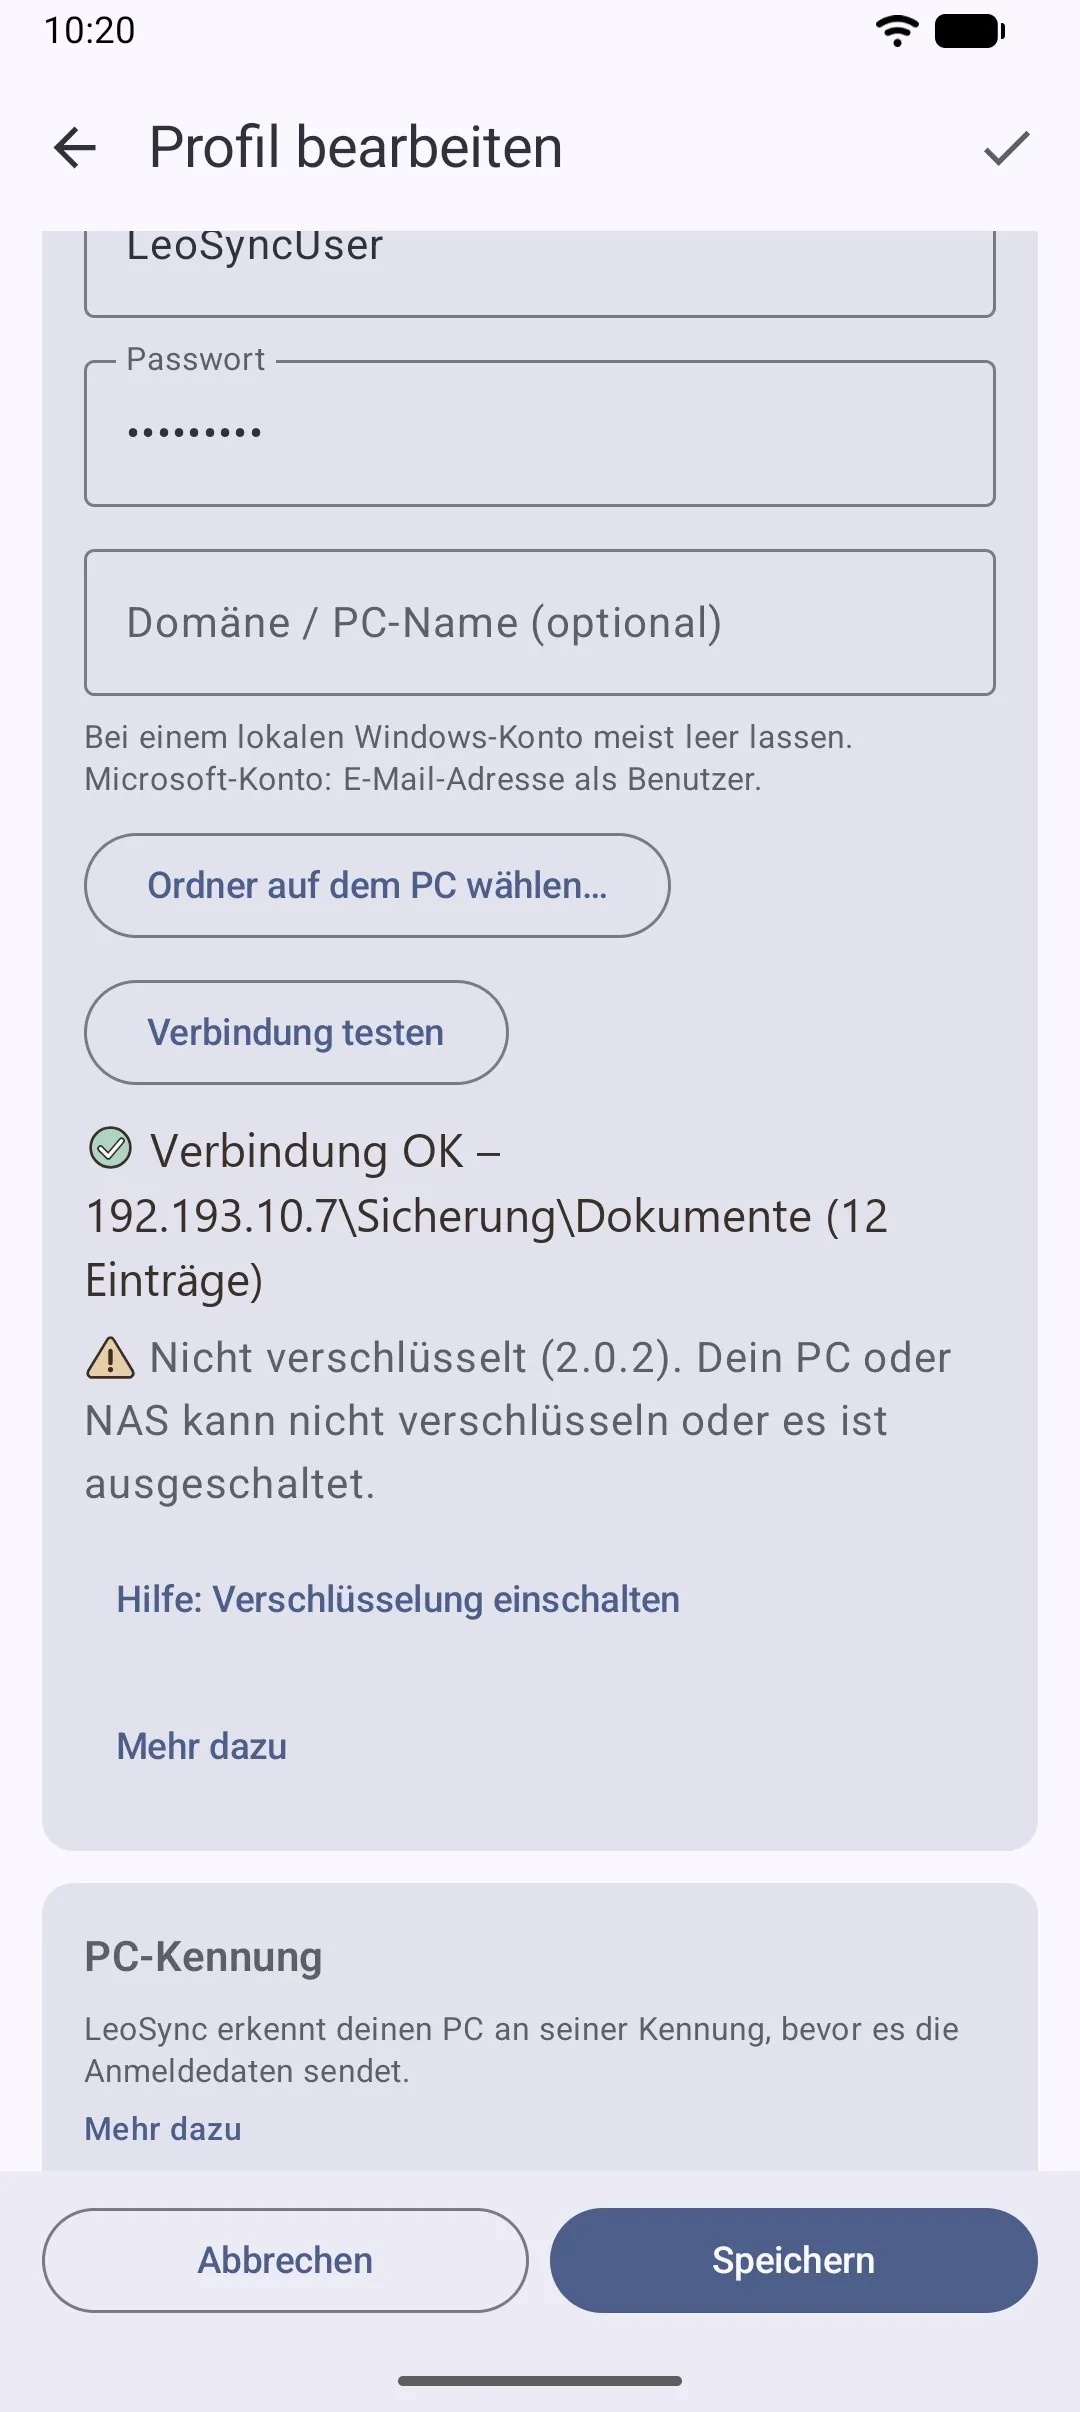 10:20
Profil bearbeiten
LeoSyncUser
Passwort
•••••••••
Domäne / PC-Name (optional)
Bei einem lokalen Windows-Konto meist leer lassen.
Microsoft-Konto: E-Mail-Adresse als Benutzer.
Ordner auf dem PC wählen…
Verbindung testen
✅ Verbindung OK –
192.193.10.7\Sicherung\Dokumente (12
Einträge)
⚠️ Nicht verschlüsselt (2.0.2). Dein PC oder
NAS kann nicht verschlüsseln oder es ist
ausgeschaltet.
Hilfe: Verschlüsselung einschalten
Mehr dazu
PC-Kennung
LeoSync erkennt deinen PC an seiner Kennung, bevor es die
Anmeldedaten sendet.
Mehr dazu
Abbrechen
Speichern